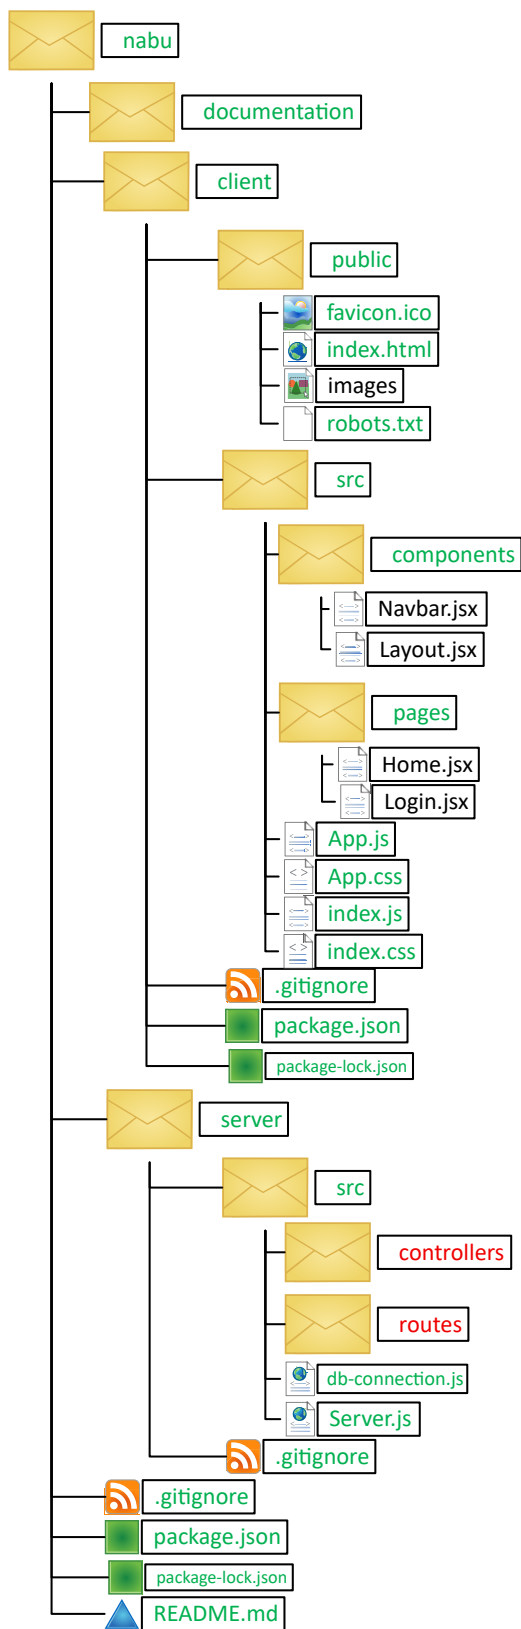 nabu
documentation
client
public
favicon.ico
index.html
images
robots.txt
src
components
Navbar.jsx
Layout.jsx
pages
Home.jsx
Login.jsx
App.js
App.css
index.js
index.css
.gitignore
package.json
package-lock.json
server
src
controllers
routes
db-connection.js
Server.js
.gitignore
.gitignore
package.json
package-lock.json
README.md